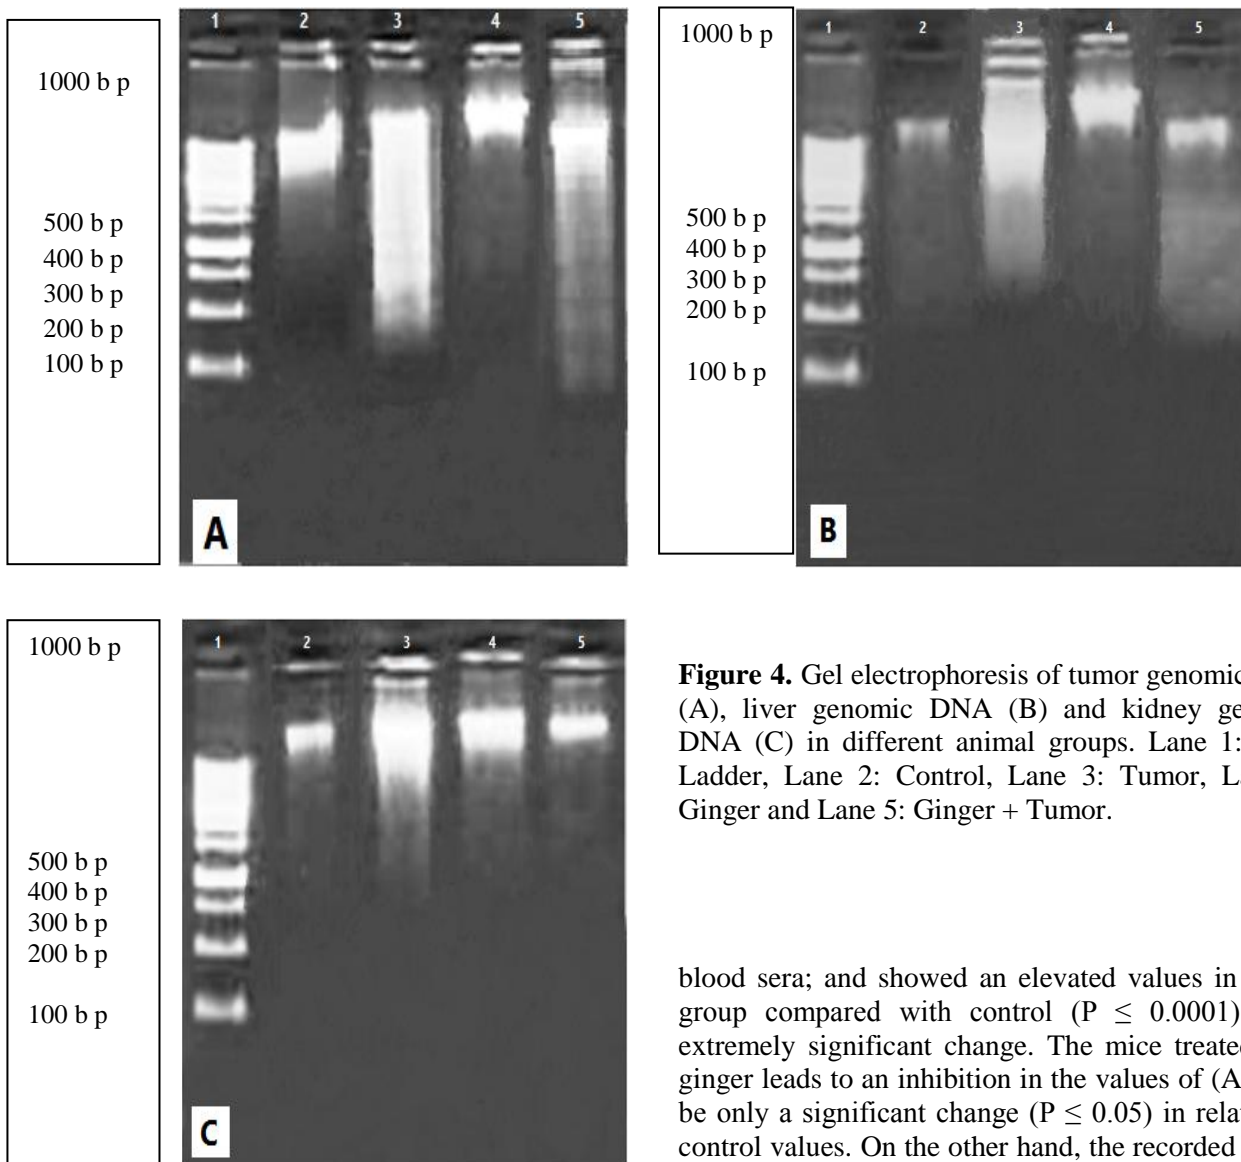 1000 b p
500 b p
400 b p
300 b p
200 b p
100 b p
1 2 3 4 5
A
1000 b p
500 b p
400 b p
300 b p
200 b p
100 b p
1 2 3 4 5
B
1000 b p
500 b p
400 b p
300 b p
200 b p
100 b p
1 2 3 4 5
C
Figure 4. Gel electrophoresis of tumor genomic
(A), liver genomic DNA (B) and kidney ge
DNA (C) in different animal groups. Lane 1:
Ladder, Lane 2: Control, Lane 3: Tumor, La
Ginger and Lane 5: Ginger + Tumor.
blood sera; and showed an elevated values in
group compared with control (P ≤ 0.0001)
extremely significant change. The mice treated
ginger leads to an inhibition in the values of (A
be only a significant change (P ≤ 0.05) in relat
control values. On the other hand, the recorded